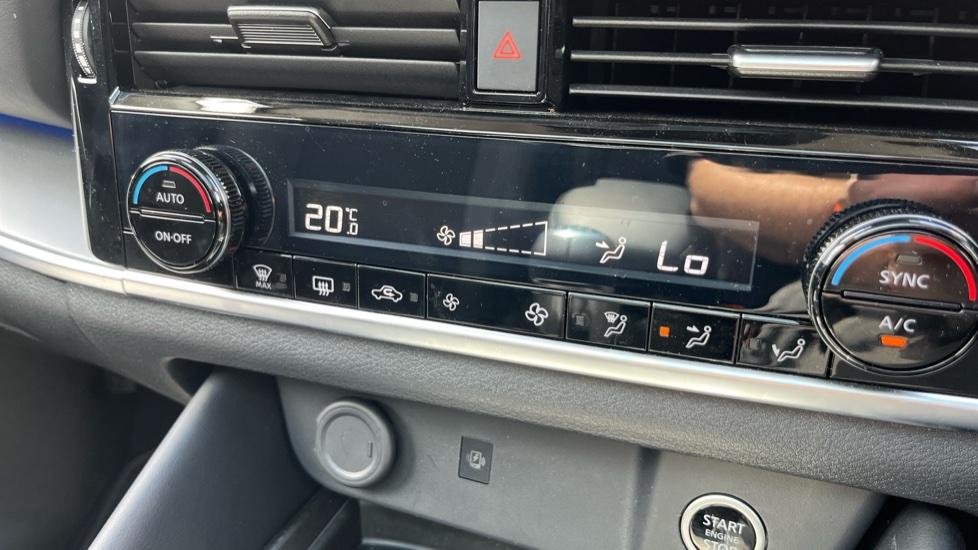 AUTO
ON·OFF
20.0°C
Lo
MAX
SYNC
A/C
START
ENGINE
STOP